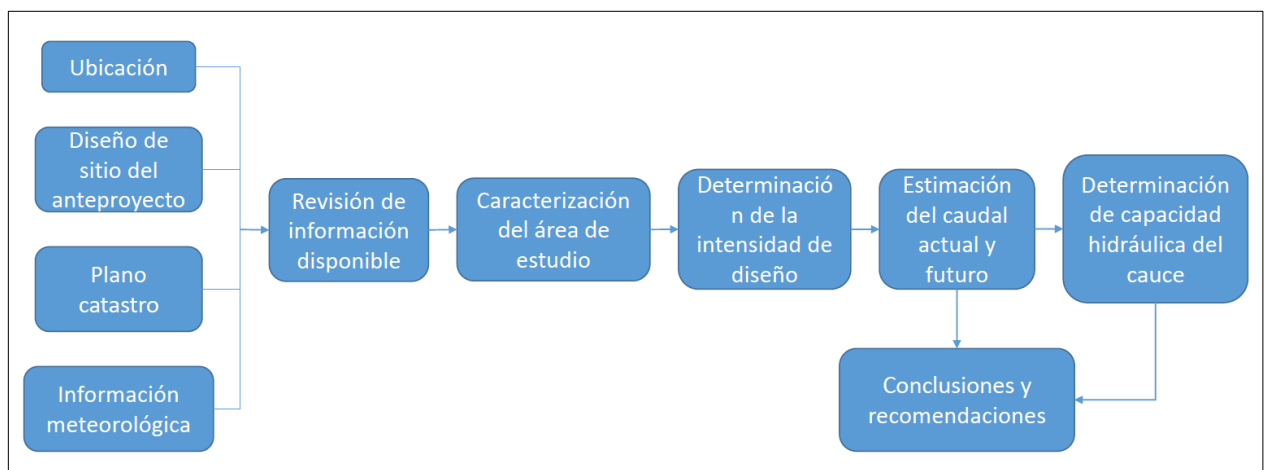 Ubicación
Diseño de
sitio del
anteproyecto
Plano
catastro
Información
meteorológica
Revisión de
información
disponible
Caracterización
del área de
estudio
Determinació
n de la
intensidad de
diseño
Estimación
del caudal
actual y
futuro
Determinación
de capacidad
hidráulica del
cauce
Conclusiones y
recomendaciones